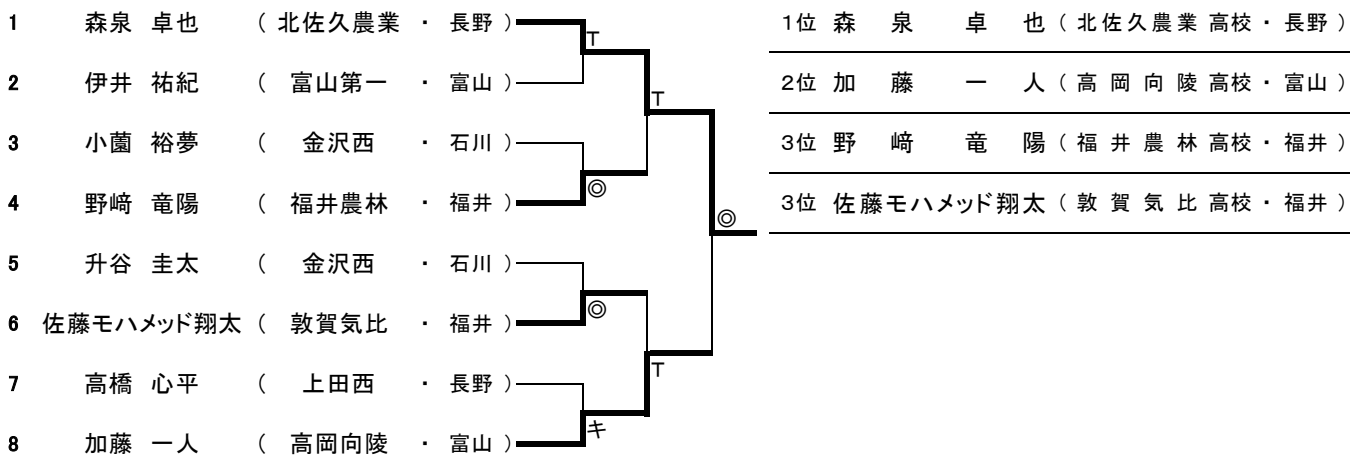 1 森泉 卓也 ( 北佐久農業 ・ 長野 ) 1位 森 泉 卓 也 ( 北佐久農業 高校 ・ 長野 )
T
2 伊井 祐紀 ( 富山第一 ・ 富山 ) 2位 加 藤 一 人 ( 高岡向陵 高校 ・ 富山 )
T
3 小薗 裕夢 ( 金沢西 ・ 石川 ) 3位 野 﨑 竜 陽 ( 福井農林 高校 ・ 福井 )
◎
4 野﨑 竜陽 ( 福井農林 ・ 福井 ) 3位 佐藤モハメッド翔太 ( 敦賀気比 高校 ・ 福井 )
◎
5 升谷 圭太 ( 金沢西 ・ 石川 )
◎
6 佐藤モハメッド翔太 ( 敦賀気比 ・ 福井 )
T
7 高橋 心平 ( 上田西 ・ 長野 )
キ
8 加藤 一人 ( 高岡向陵 ・ 富山 )